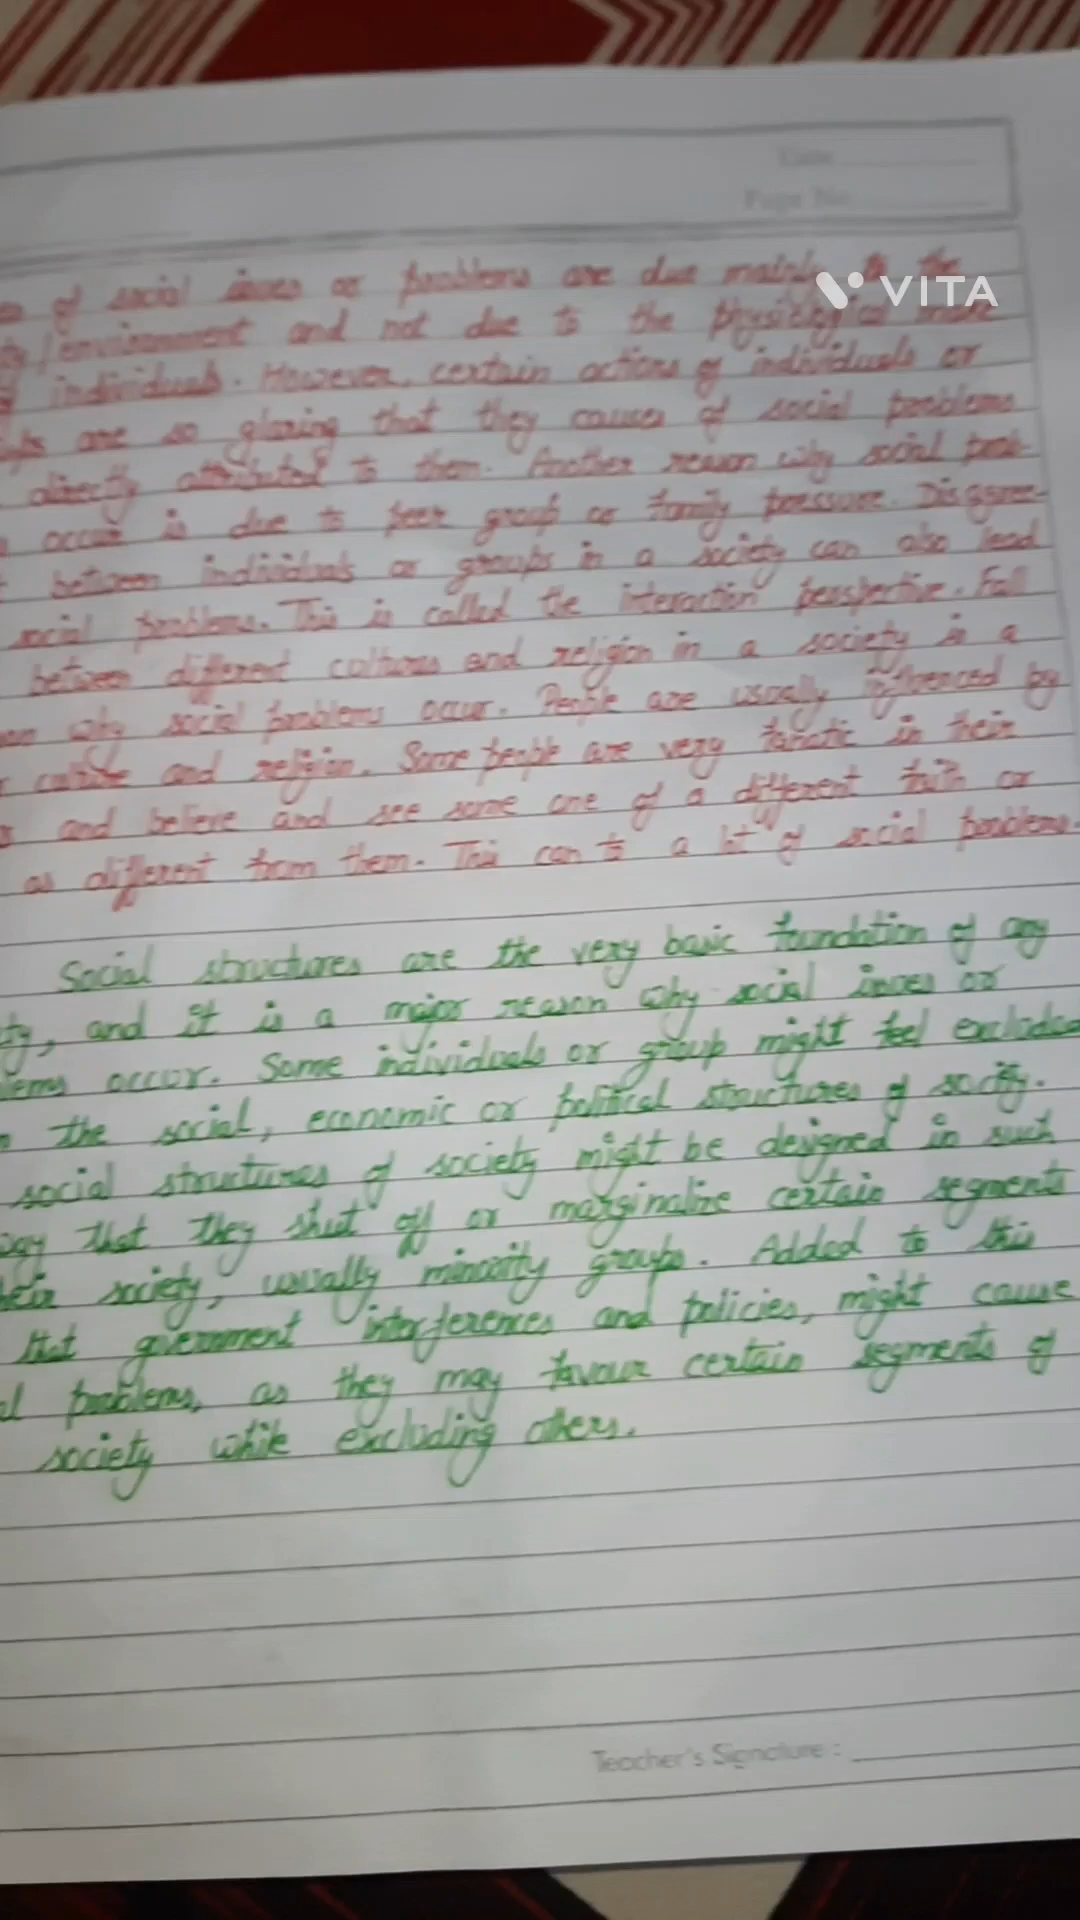 Date
Page No.
VITA
of social issues or problems are due mainly to the
ty/environment and not due to the physiological
individuals. However, certain actions of individuals or
are so glaring that they causes of social problems
directly attributed to them. Another reason why social prob-
occur is due to peer group or family pressure. Disagree-
between individuals or groups in a society can also lead
social problems. This is called the interaction perspective. Fall
between different cultures and religion in a society is a
why social problems occur. People are usually influenced by
culture and religion. Some people are very fanatic in their
and believe and see some one of a different faith or
as different from them. This can to a lot of social problems.
Social structures are the very basic foundation of any
ty, and it is a major reason why social issues or
lems occur. Some individuals or group might feel excluded
the social, economic or political structures of society.
social structures of society might be designed in such
way that they shut off or marginalize certain segments
their society, usually minority groups. Added to this
that government interferences and policies, might cause
problems, as they may favour certain segments of
society while excluding others.
Teacher's Signature :